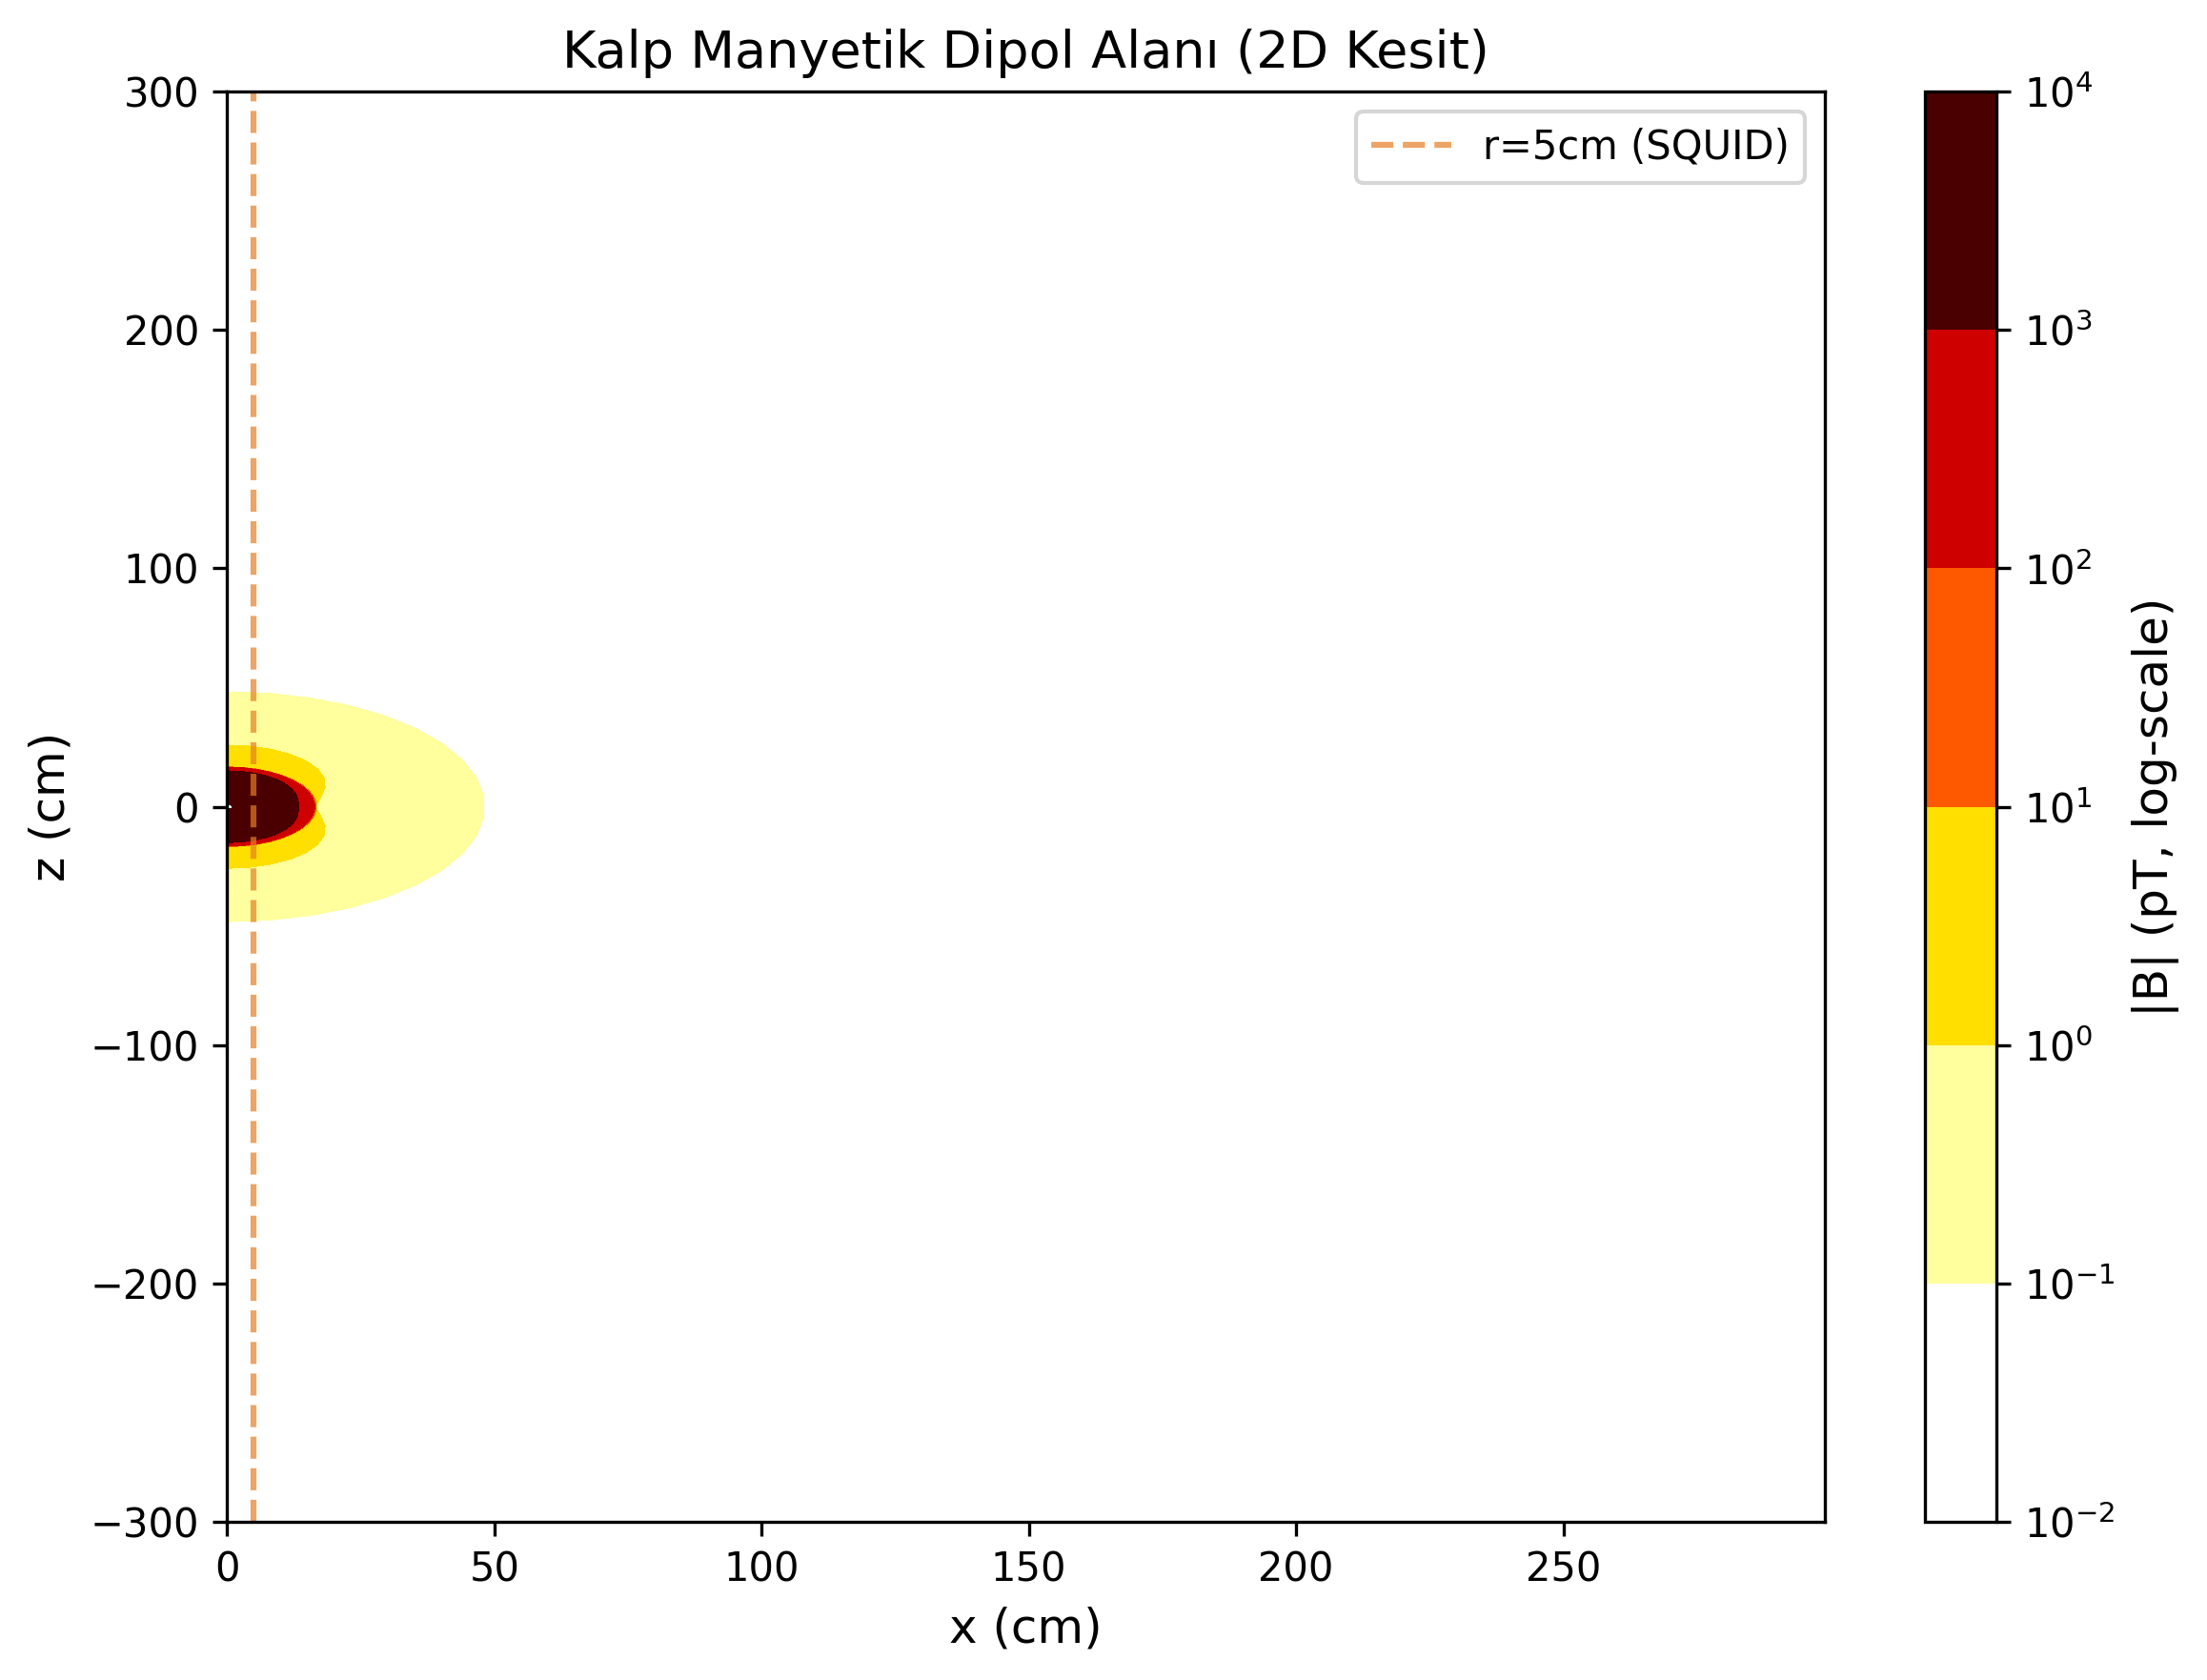 Kalp Manyetik Dipol Alanı (2D Kesit)
r=5cm (SQUID)
z (cm)
300
200
100
0
−100
−200
−300
0 50 100 150 200 250
x (cm)
10⁴
10³
10²
10¹
10⁰
10⁻¹
10⁻²
|B| (pT, log-scale)